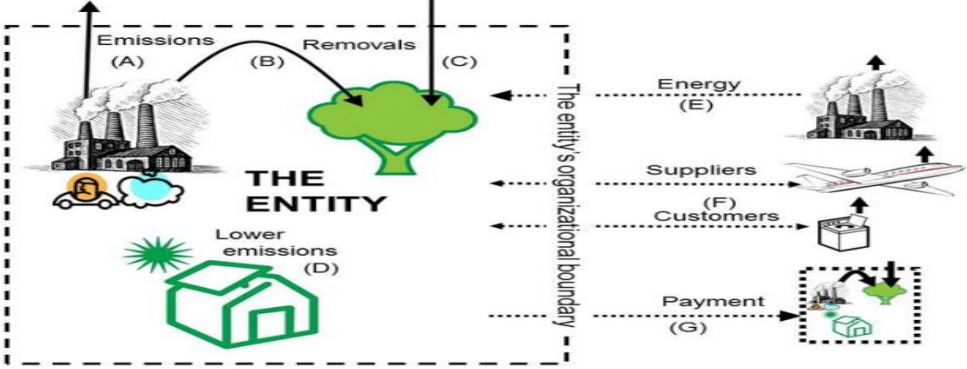 Emissions
(A)
(B)
Removals
(C)
THE
ENTITY
Lower
emissions
(D)
The entity's organizational boundary
Energy
(E)
Suppliers
(F)
Customers
Payment
(G)